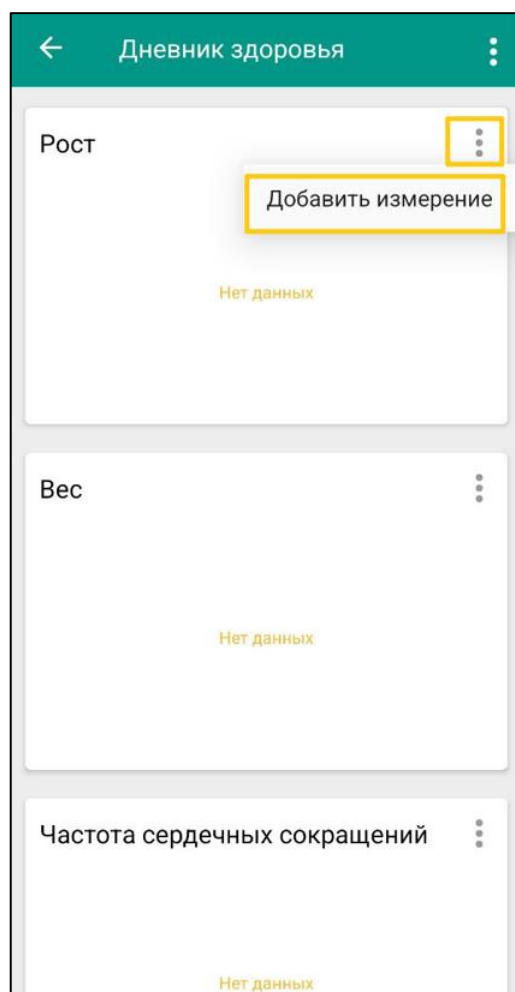 Дневник здоровья
Рост
Добавить измерение
Нет данных
Вес
Нет данных
Частота сердечных сокращений
Нет данных